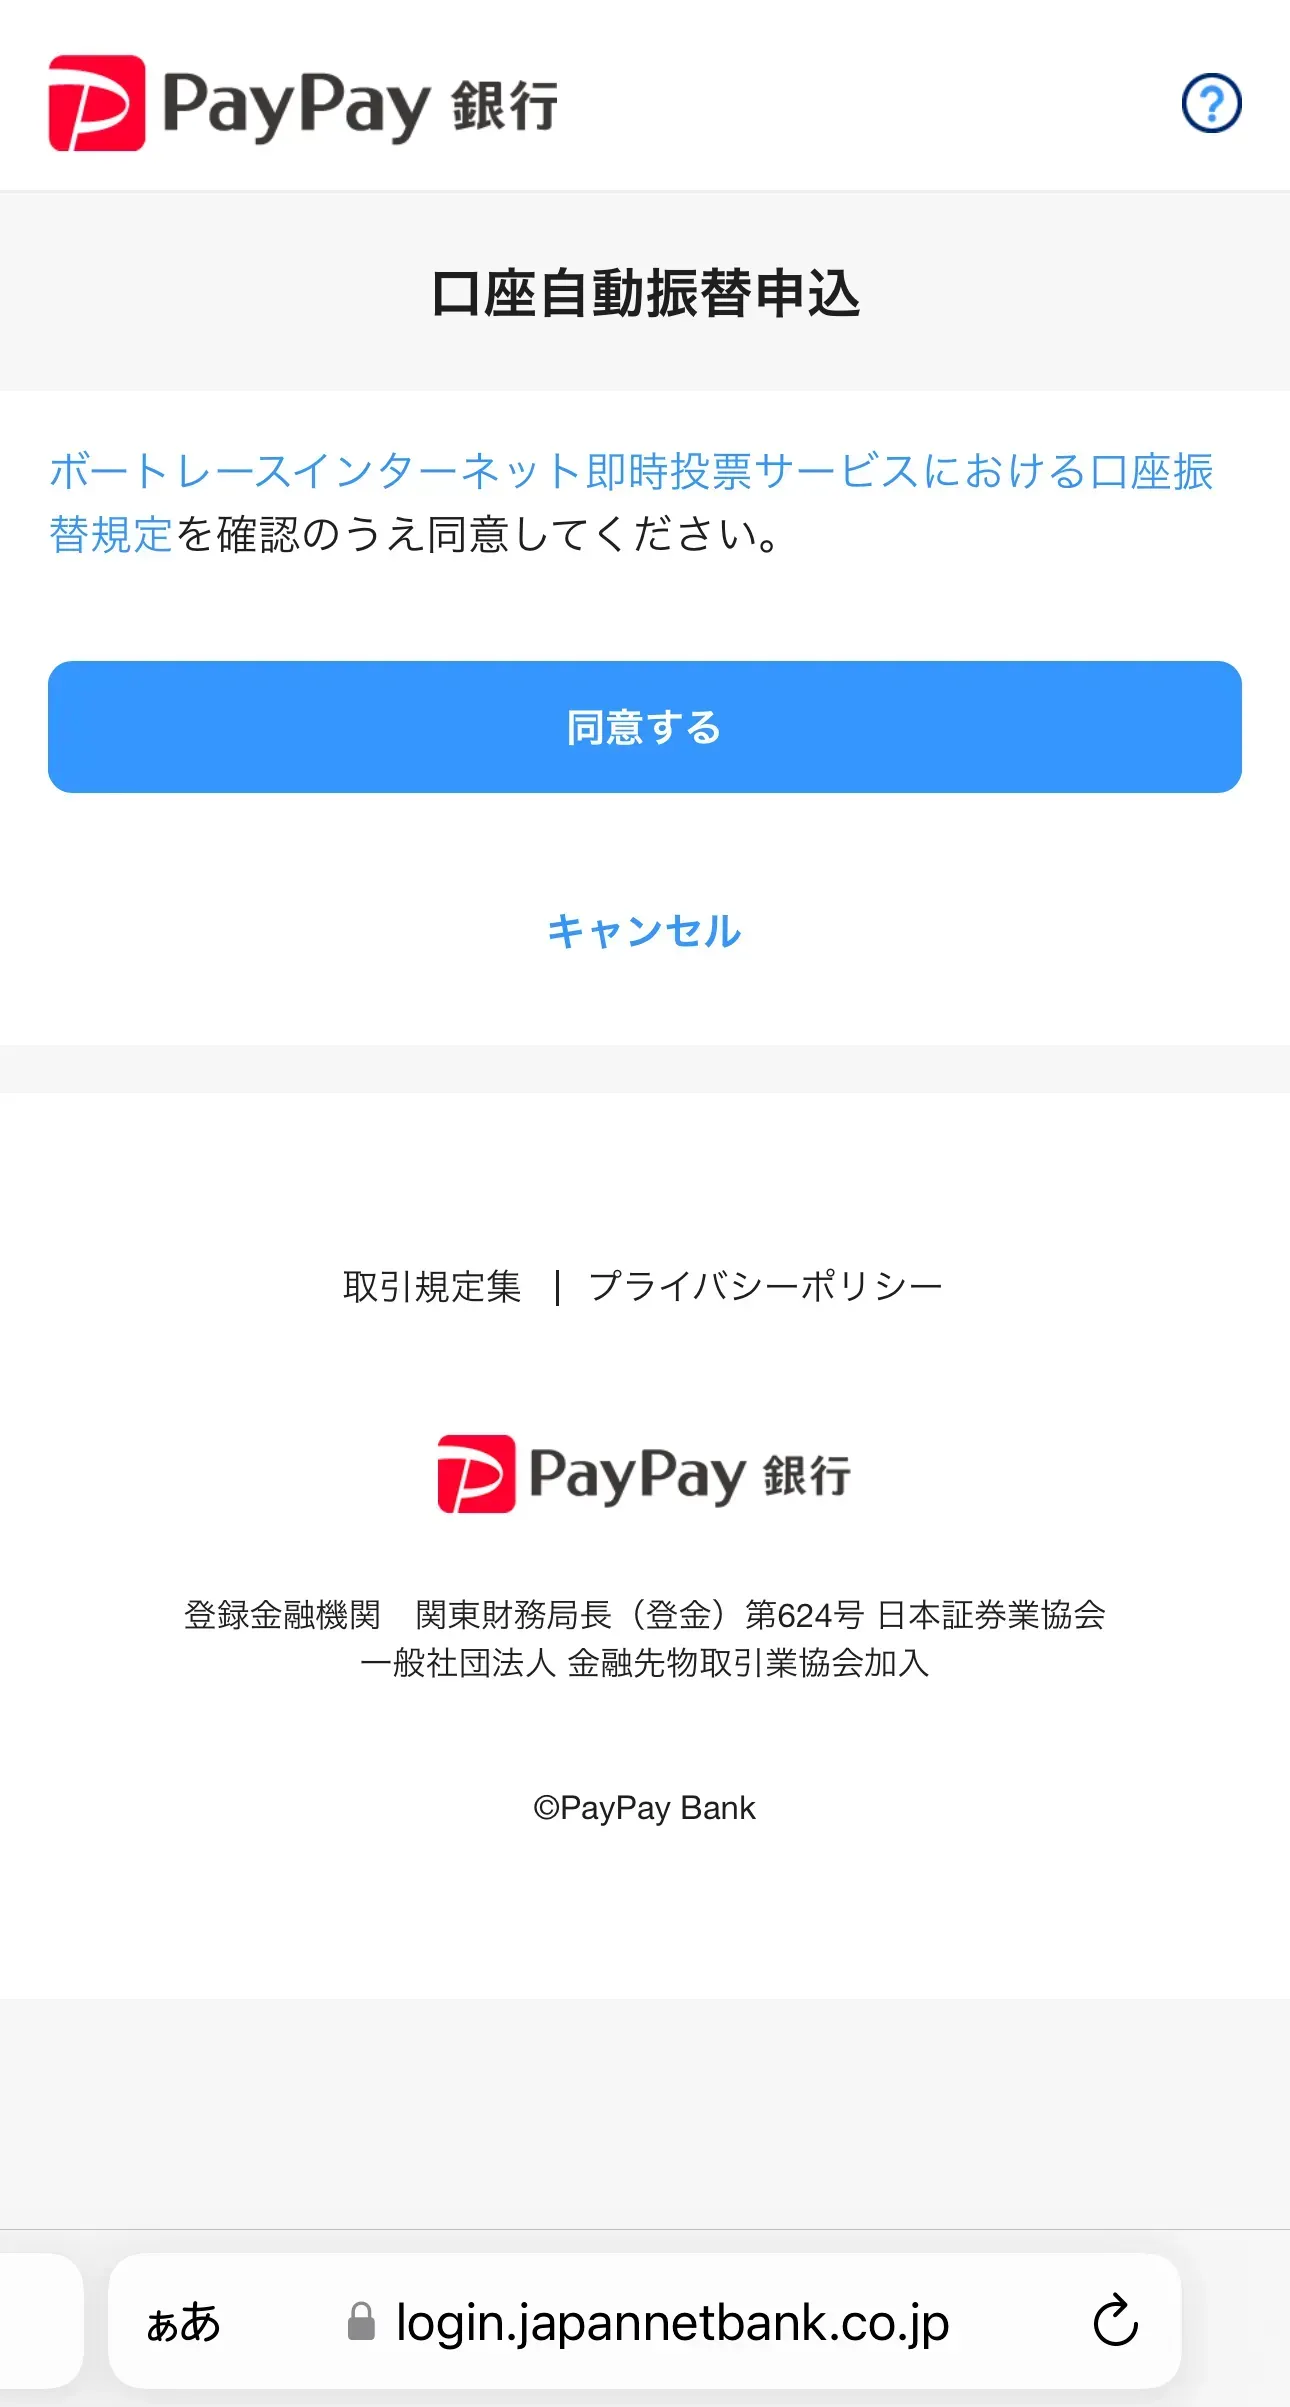 PayPay 銀行
?
口座自動振替申込
ボートレースインターネット即時投票サービスにおける口座振
替規定を確認のうえ同意してください。
同意する
キャンセル
取引規定集 | プライバシーポリシー
PayPay 銀行
登録金融機関　関東財務局長（登金）第624号 日本証券業協会
一般社団法人 金融先物取引業協会加入
©PayPay Bank
ぁあ login.japannetbank.co.jp